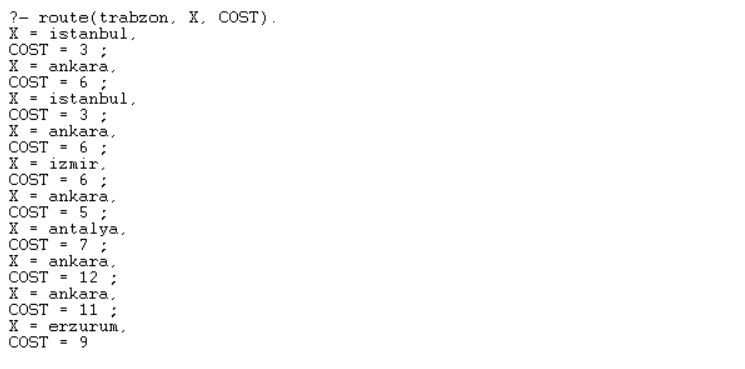 ?- route(trabzon, X, COST).
X = istanbul,
COST = 3 ;
X = ankara,
COST = 6 ;
X = istanbul,
COST = 3 ;
X = ankara,
COST = 6 ;
X = izmir,
COST = 6 ;
X = ankara,
COST = 5 ;
X = antalya,
COST = 7 ;
X = ankara,
COST = 12 ;
X = ankara,
COST = 11 ;
X = erzurum,
COST = 9